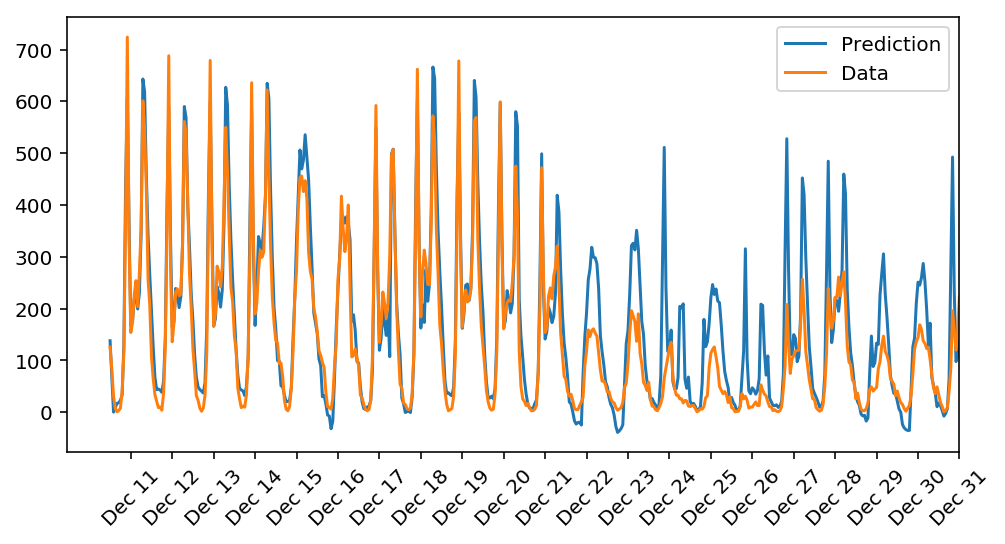 700
600
500
400
300
200
100
0
Prediction
Data
Dec 11
Dec 12
Dec 13
Dec 14
Dec 15
Dec 16
Dec 17
Dec 18
Dec 19
Dec 20
Dec 21
Dec 22
Dec 23
Dec 24
Dec 25
Dec 26
Dec 27
Dec 28
Dec 29
Dec 30
Dec 31